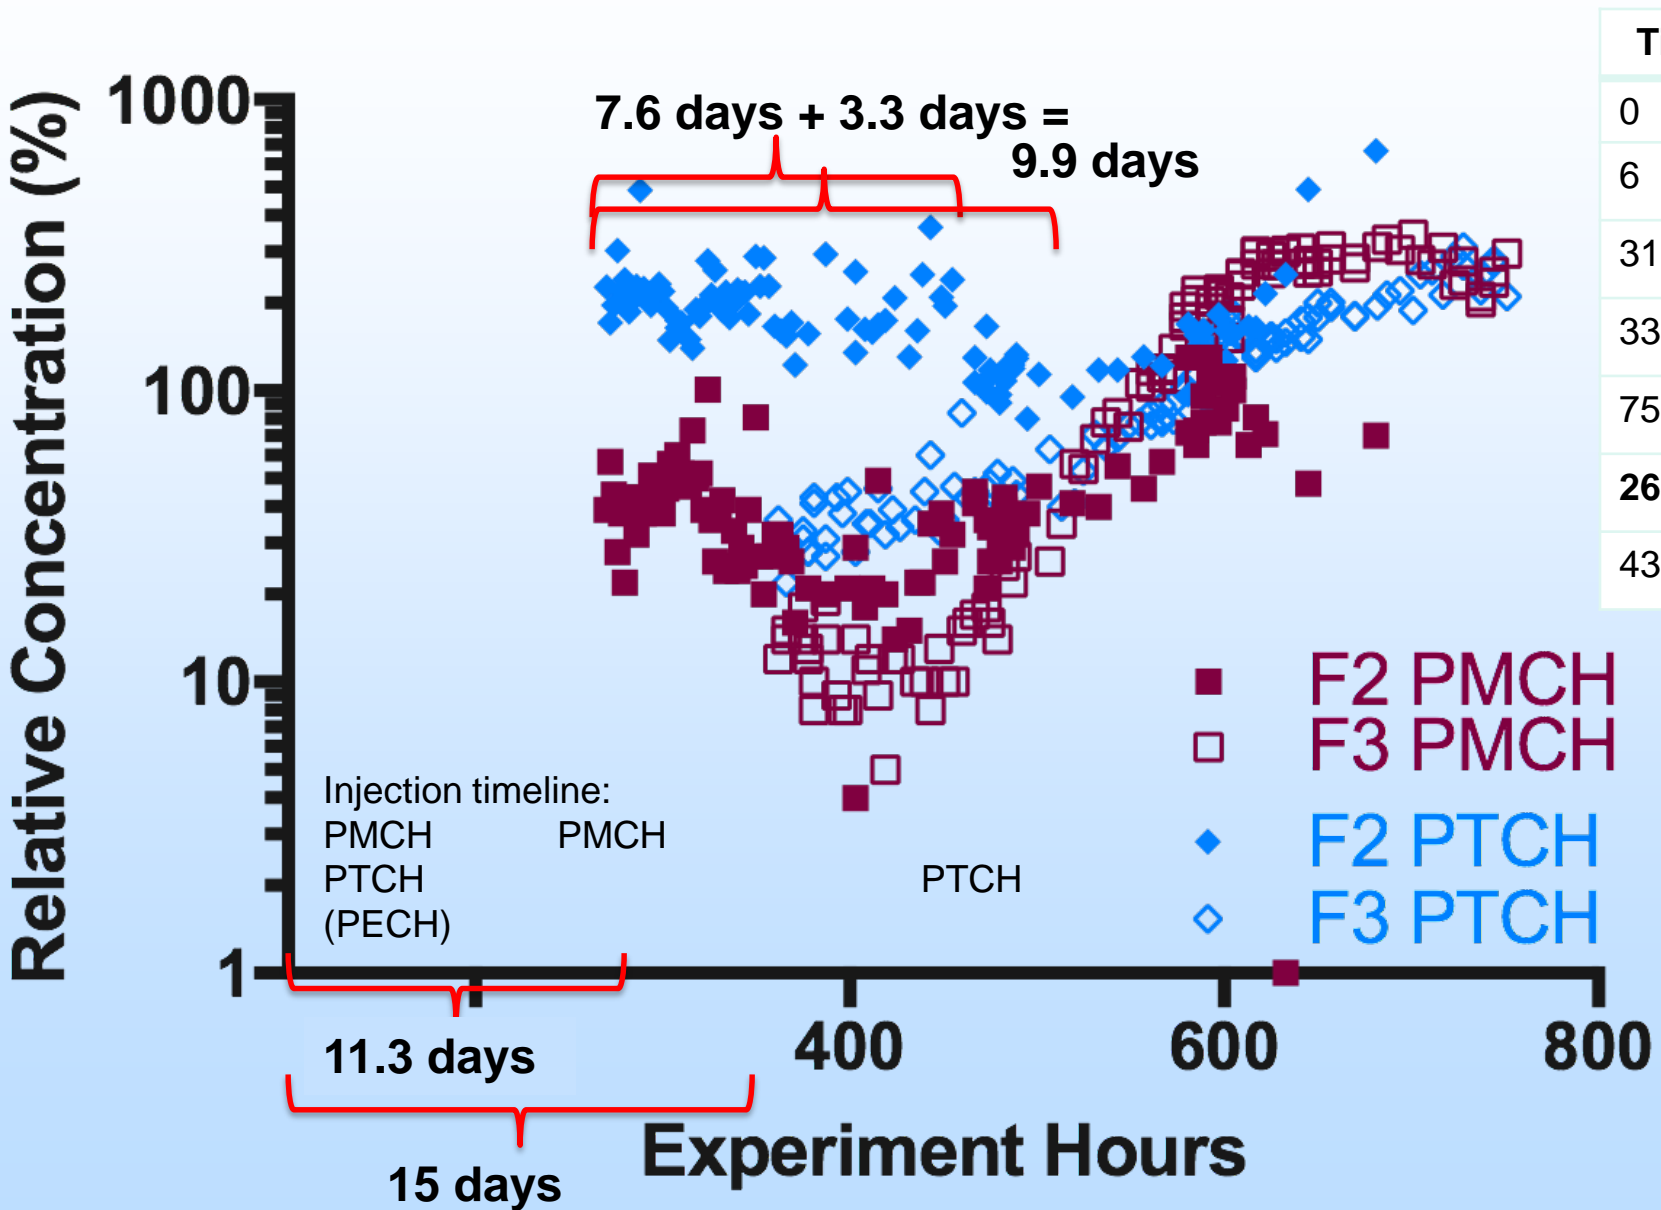 7.6 days + 3.3 days =
9.9 days
Relative Concentration (%)
1000
100
10
1
Injection timeline:
PMCH PMCH
PTCH PTCH
(PECH)
F2 PMCH
F3 PMCH
F2 PTCH
F3 PTCH
400 600 800
Experiment Hours
11.3 days
15 days
0
6
31
33
75
26
43